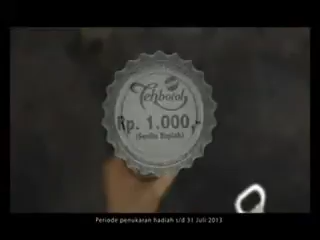 Tehbotol
Rp. 1.000,-
(Seribu Rupiah)
Periode penukaran hadiah s/d 31 Juli 2013